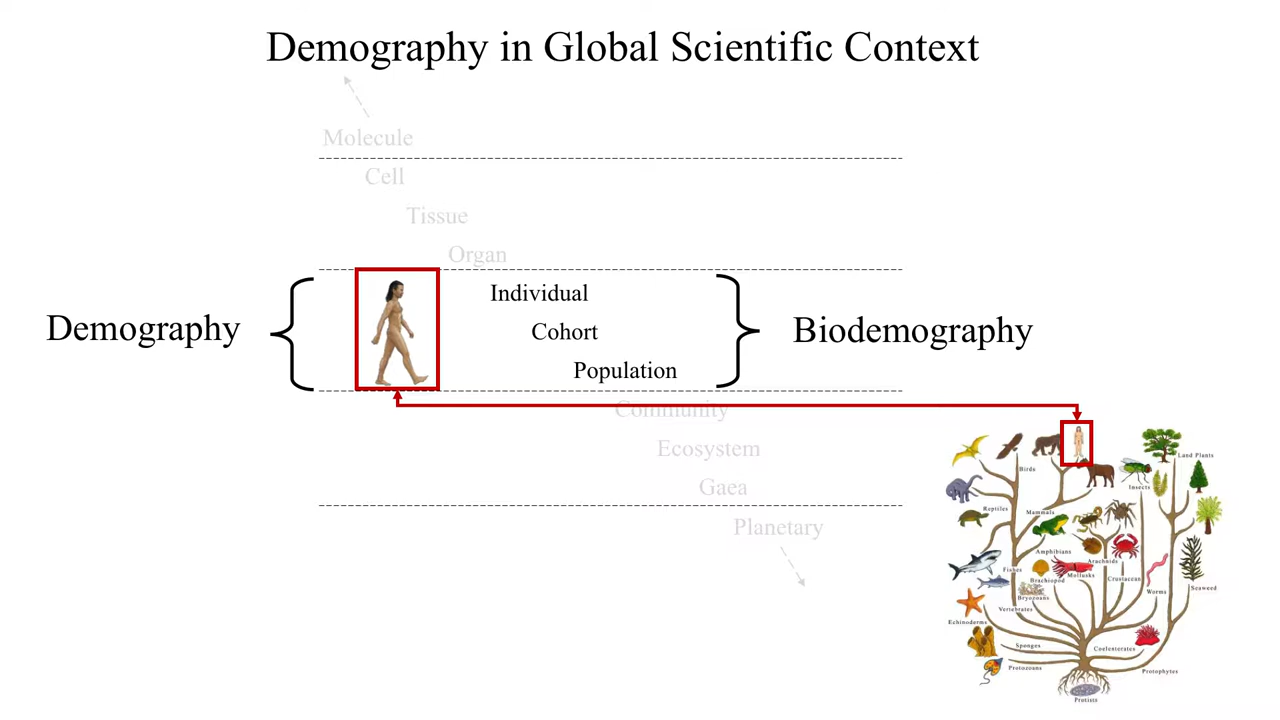 Demography in Global Scientific Context
Molecule
Cell
Tissue
Organ
Individual
Cohort
Population
Demography
Biodemography
Community
Ecosystem
Gaea
Planetary
Birds
Land Plants
Insects
Reptiles
Mammals
Amphibians
Arachnids
Fishes
Mollusks
Brachiopod
Crustacean
Bryozoans
Worms
Seaweed
Vertebrates
Echinoderms
Sponges
Coelenterates
Protozoans
Protophytes
Protists